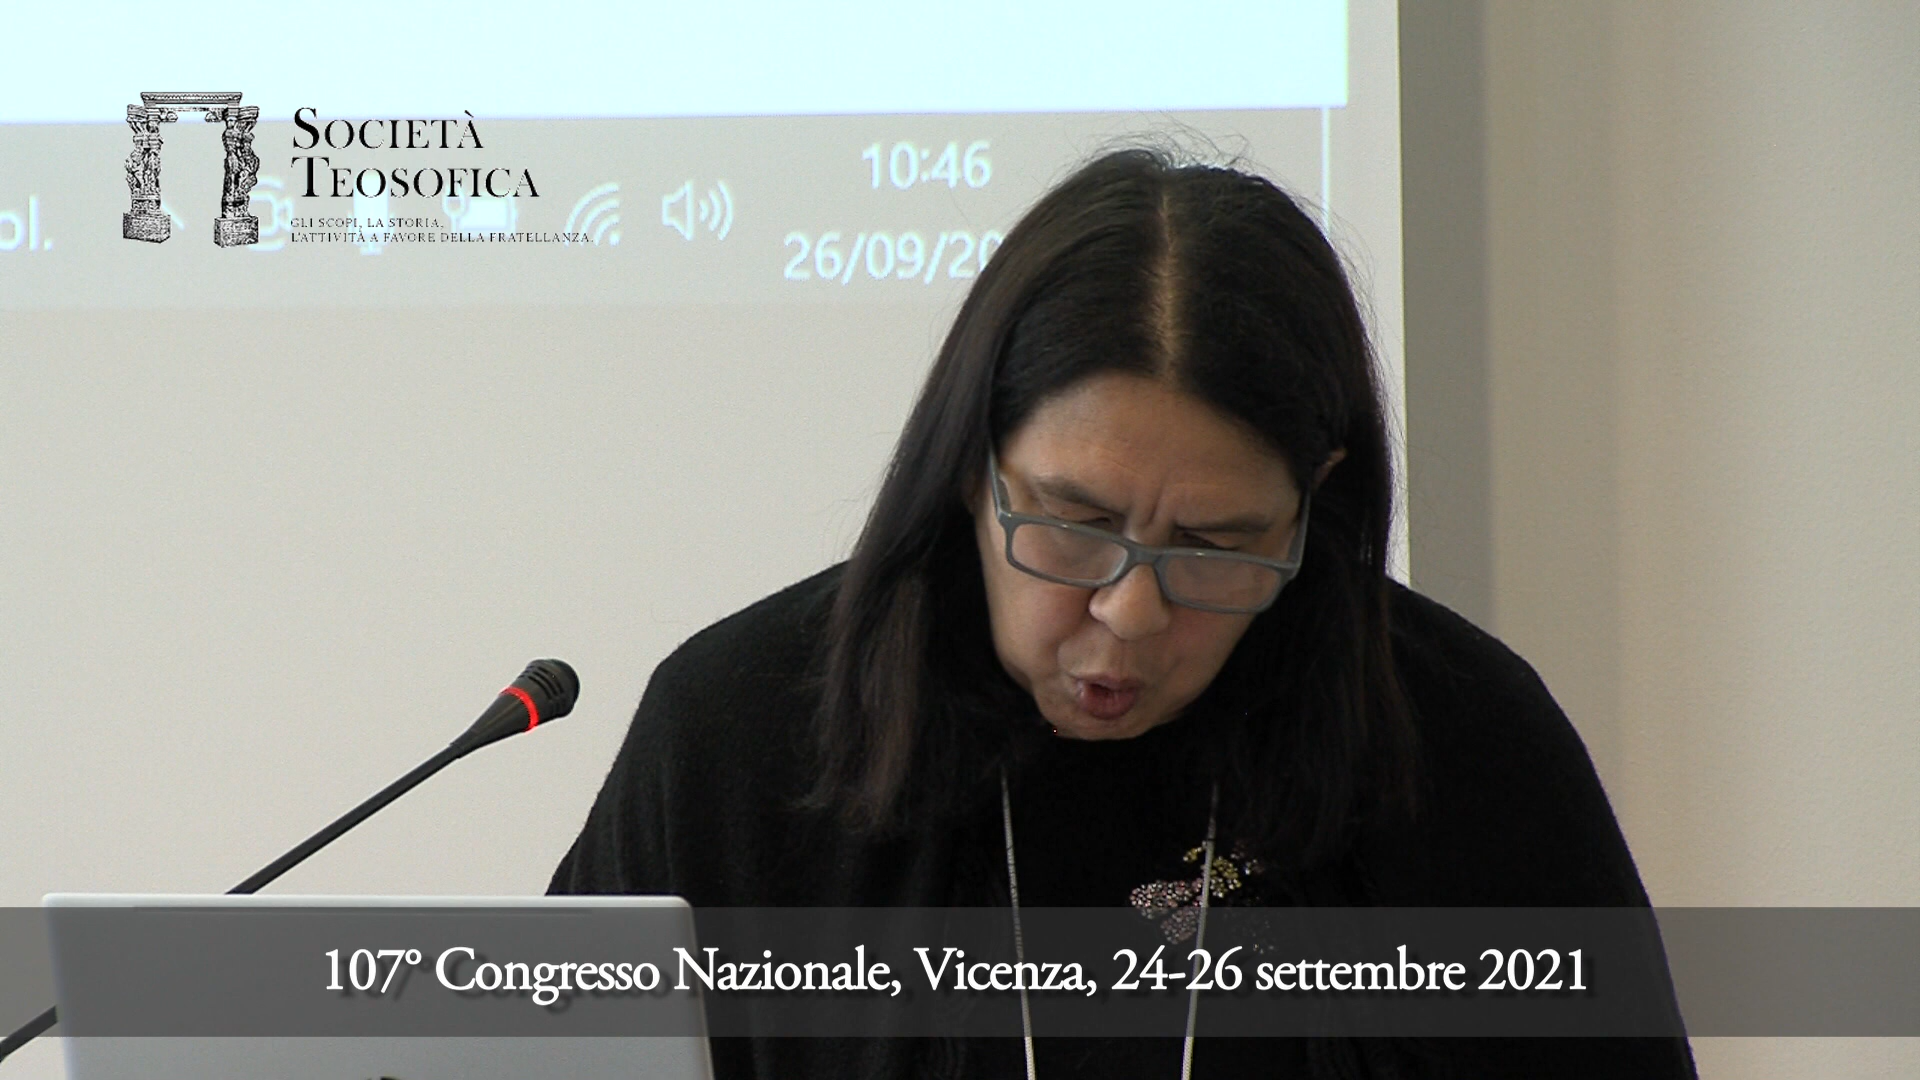 SOCIETÀ
TEOSOFICA
GLI SCOPI, LA STORIA,
L'ATTIVITÀ A FAVORE DELLA FRATELLANZA.
10:46
26/09/20
107° Congresso Nazionale, Vicenza, 24-26 settembre 2021